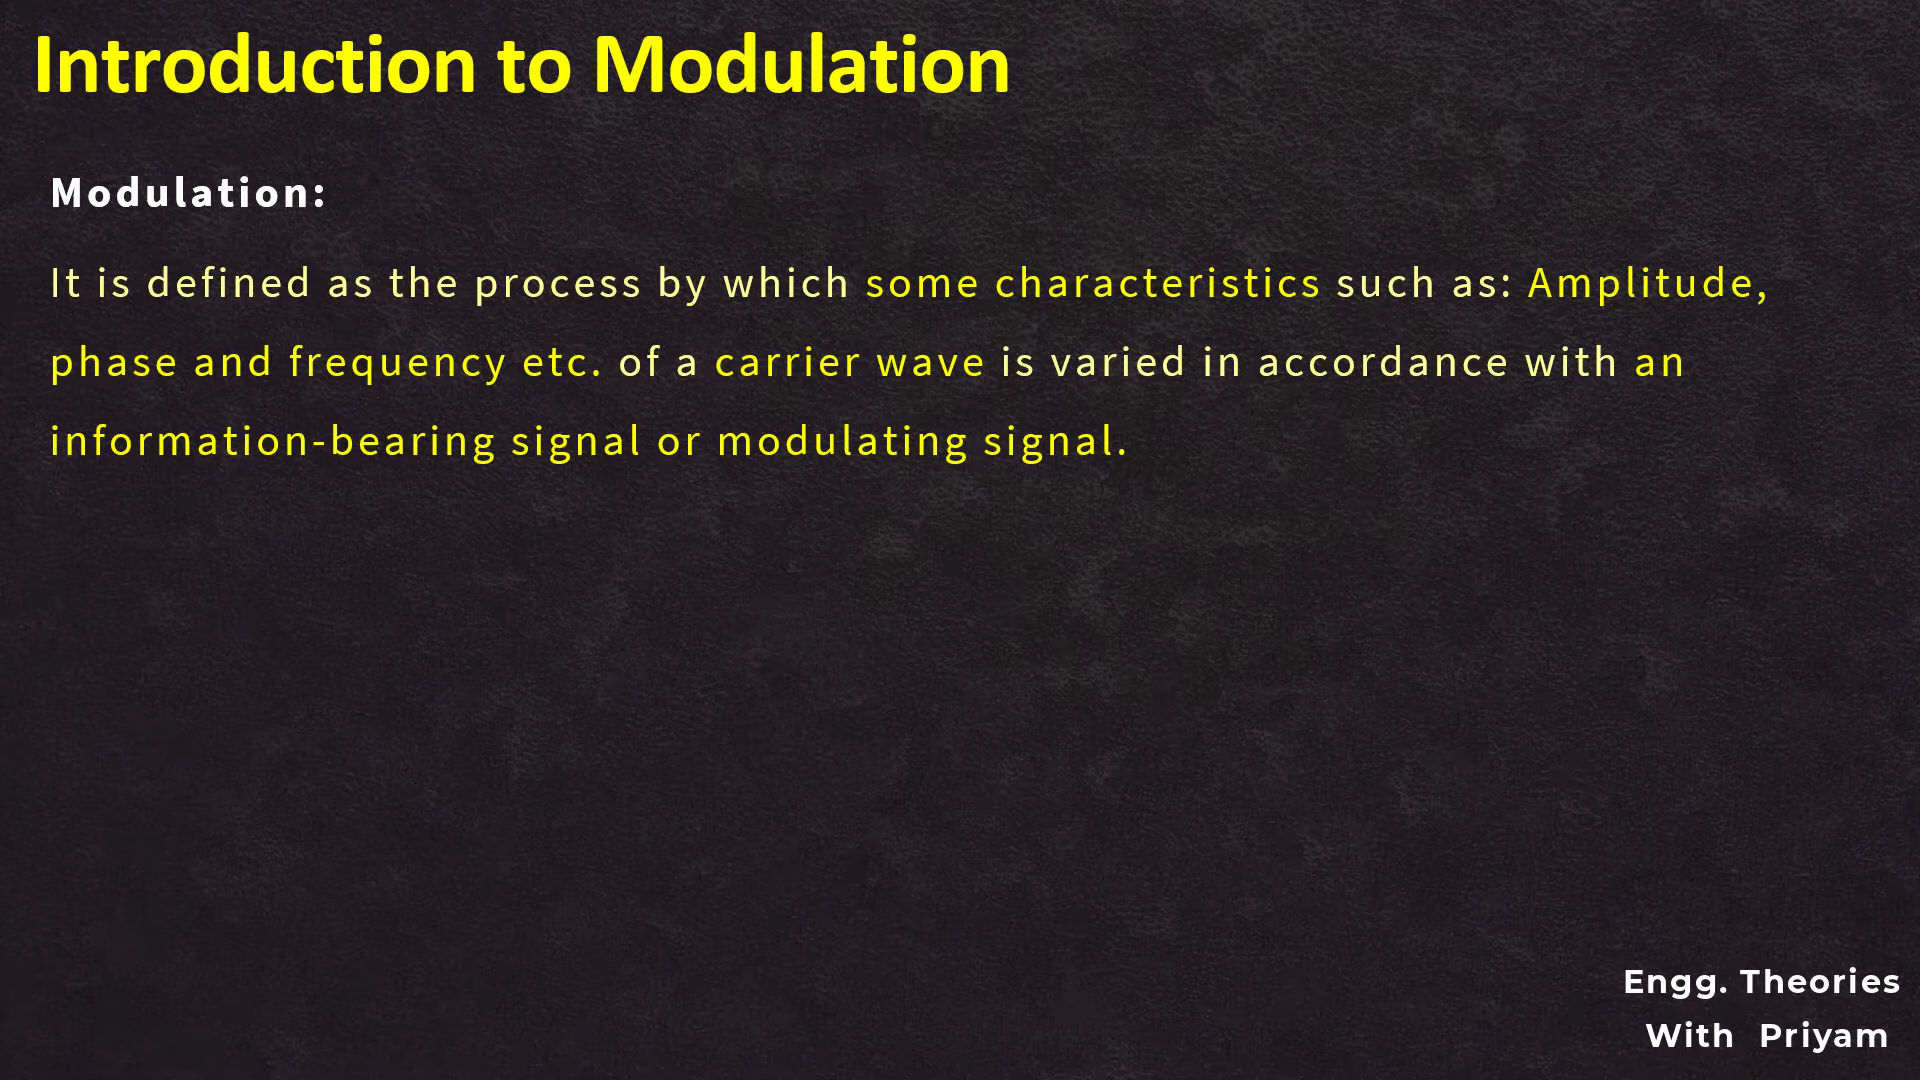 Introduction to Modulation
Modulation:
It is defined as the process by which some characteristics such as: Amplitude,
phase and frequency etc. of a carrier wave is varied in accordance with an
information-bearing signal or modulating signal.
Engg. Theories
With Priyam